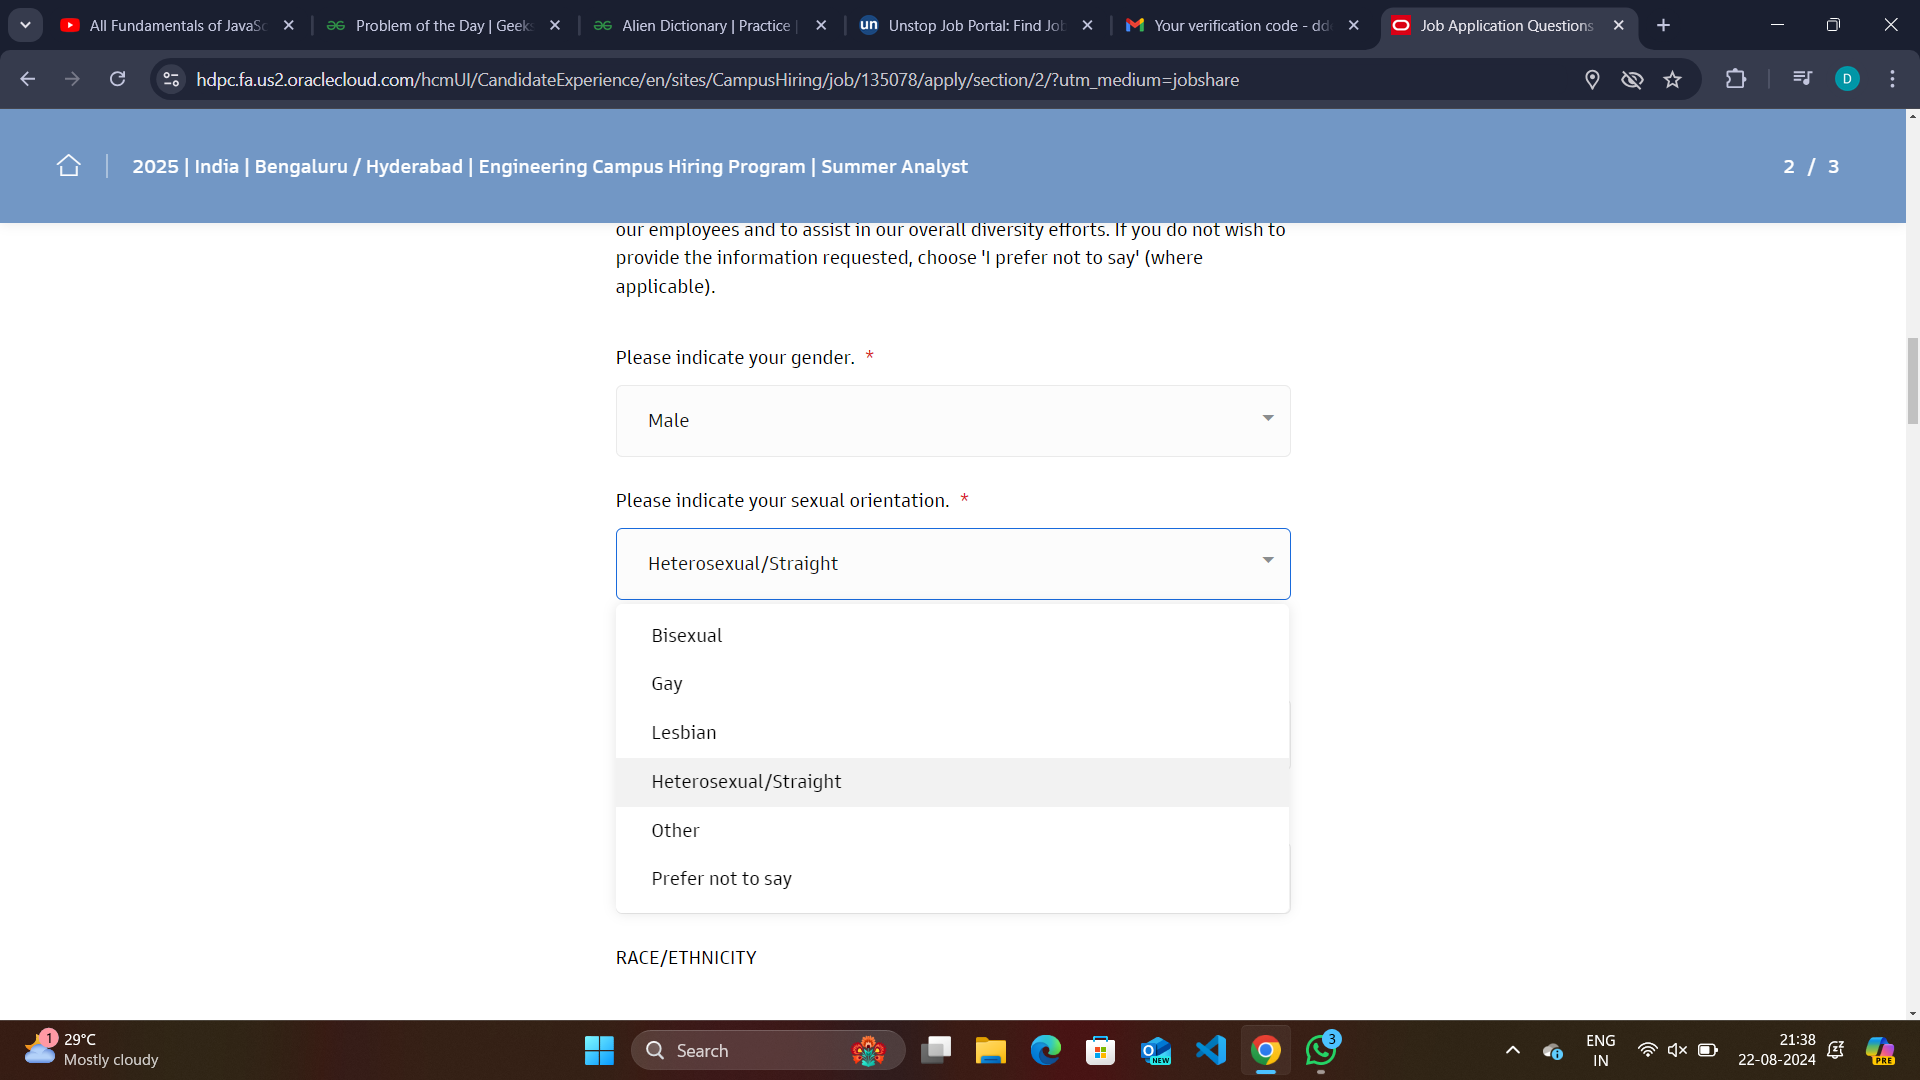 All Fundamentals of JavaSc
Problem of the Day | Geeks
Alien Dictionary | Practice |
un
Unstop Job Portal: Find Job
Your verification code - dd
Job Application Questions
hdpc.fa.us2.oraclecloud.com/hcmUI/CandidateExperience/en/sites/CampusHiring/job/135078/apply/section/2/?utm_medium=jobshare
D
2025 | India | Bengaluru / Hyderabad | Engineering Campus Hiring Program | Summer Analyst
2 / 3
our employees and to assist in our overall diversity efforts. If you do not wish to
provide the information requested, choose 'I prefer not to say' (where
applicable).
Please indicate your gender. *
Male
Please indicate your sexual orientation. *
Heterosexual/Straight
Bisexual
Gay
Lesbian
Heterosexual/Straight
Other
Prefer not to say
RACE/ETHNICITY
1
29°C
Mostly cloudy
Search
NEW
3
ENG
IN
21:38
22-08-2024
PRE